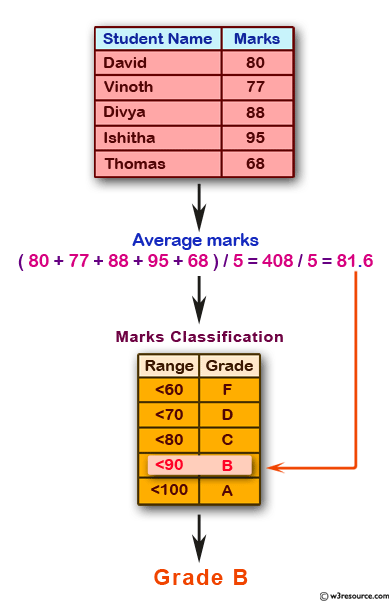 Student Name Marks
David 80
Vinoth 77
Divya 88
Ishitha 95
Thomas 68
Average marks
( 80 + 77 + 88 + 95 + 68 ) / 5 = 408 / 5 = 81.6
Marks Classification
Range Grade
<60 F
<70 D
<80 C
<90 B
<100 A
Grade B
© w3resource.com